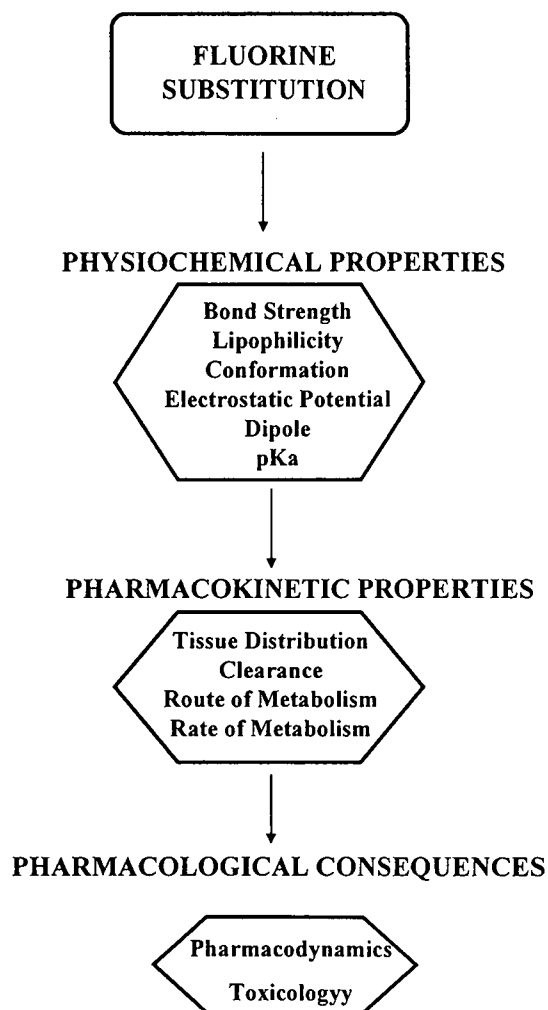 FLUORINE
SUBSTITUTION
PHYSIOCHEMICAL PROPERTIES
Bond Strength
Lipophilicity
Conformation
Electrostatic Potential
Dipole
pKa
PHARMACOKINETIC PROPERTIES
Tissue Distribution
Clearance
Route of Metabolism
Rate of Metabolism
PHARMACOLOGICAL CONSEQUENCES
Pharmacodynamics
Toxicologyy